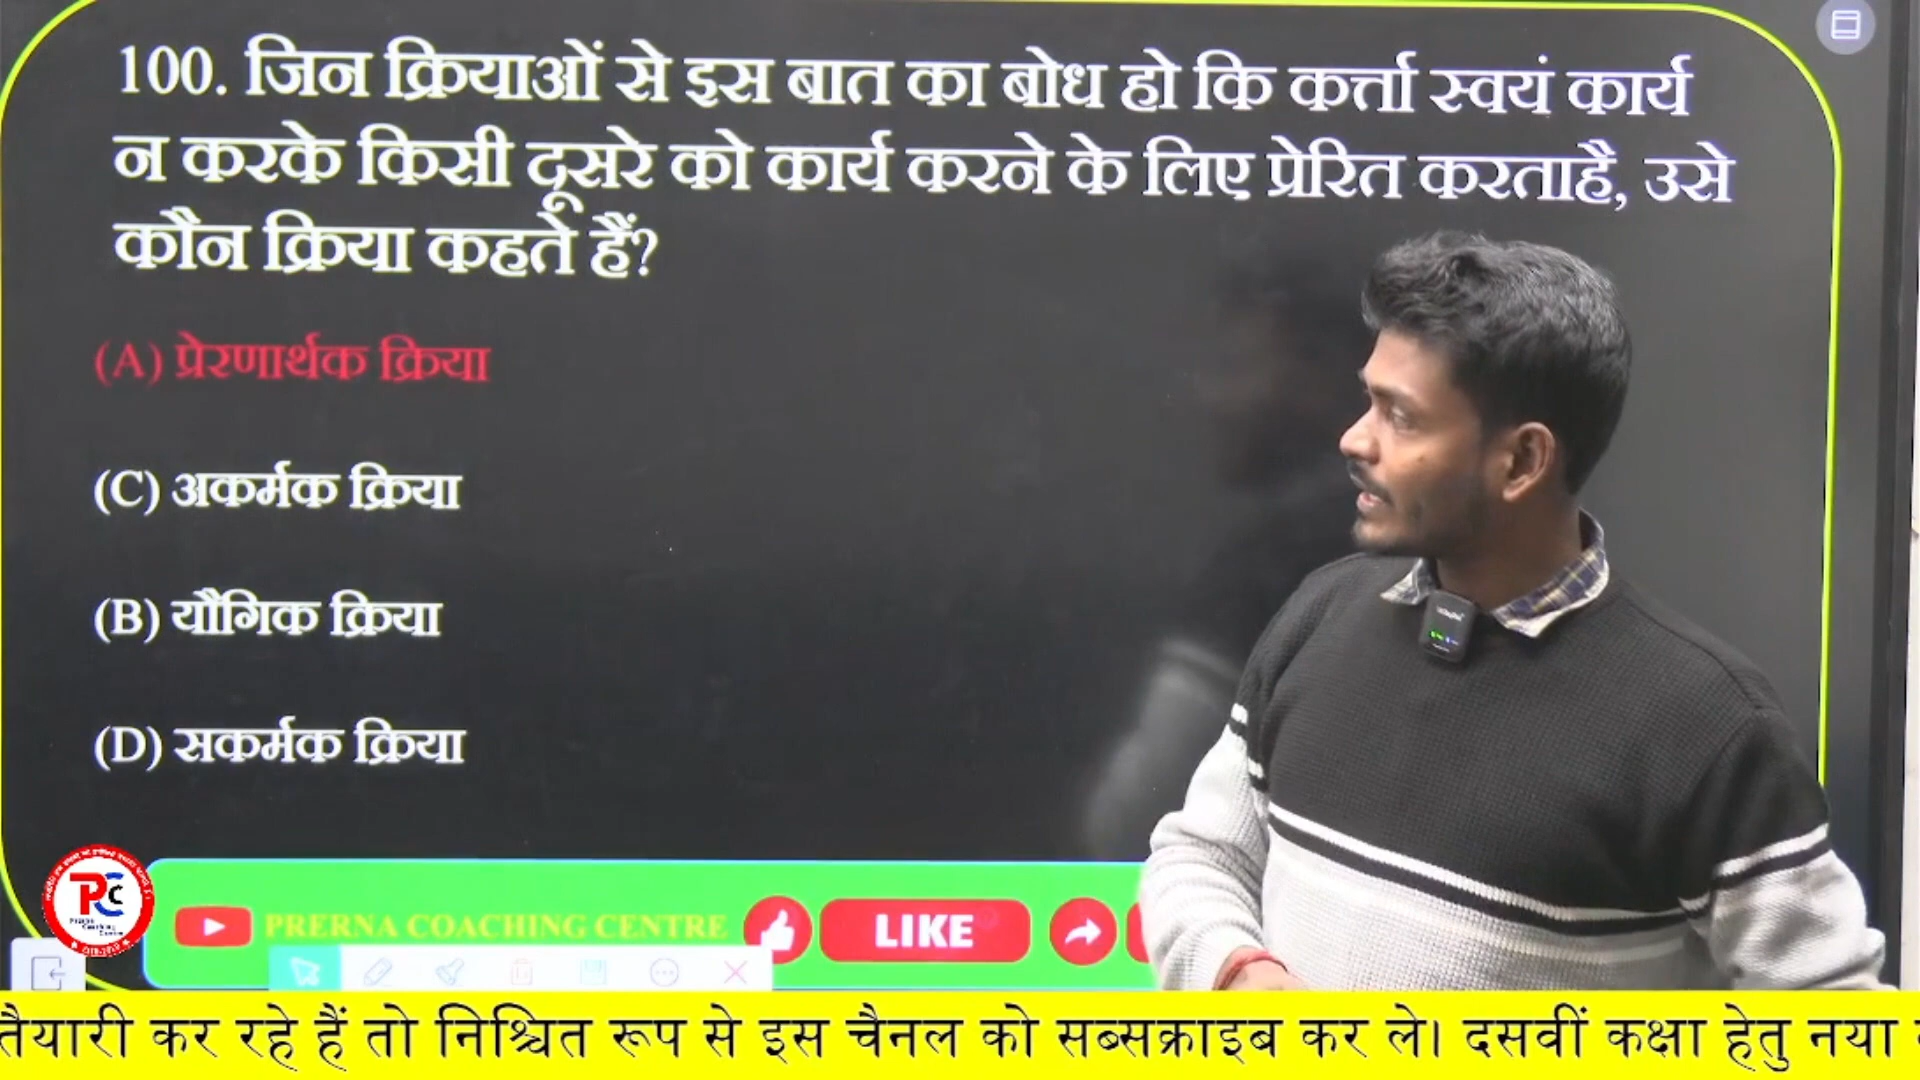 100. जिन क्रियाओं से इस बात का बोध हो कि कर्त्ता स्वयं कार्य
न करके किसी दूसरे को कार्य करने के लिए प्रेरित करताहै, उसे
कौन क्रिया कहते हैं?
(A) प्रेरणार्थक क्रिया
(C) अकर्मक क्रिया
(B) यौगिक क्रिया
(D) सकर्मक क्रिया
PRERNA COACHING CENTRE
LIKE
तैयारी कर रहे हैं तो निश्चित रूप से इस चैनल को सब्सक्राइब कर ले। दसवीं कक्षा हेतु नया